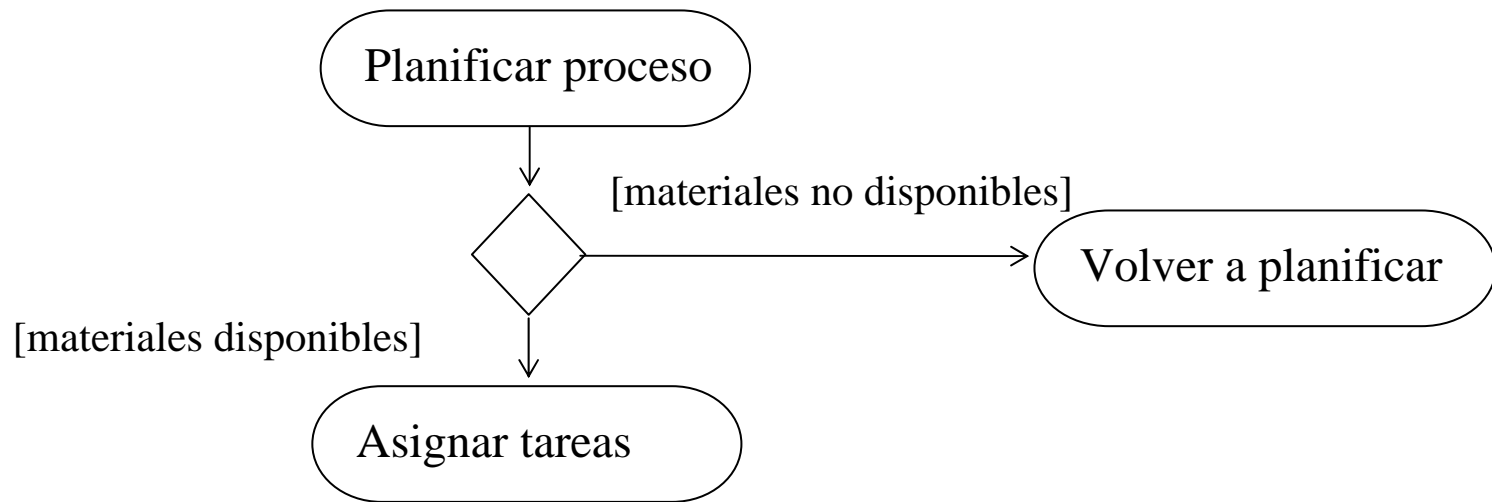 Planificar proceso
[materiales no disponibles]
Volver a planificar
[materiales disponibles]
Asignar tareas